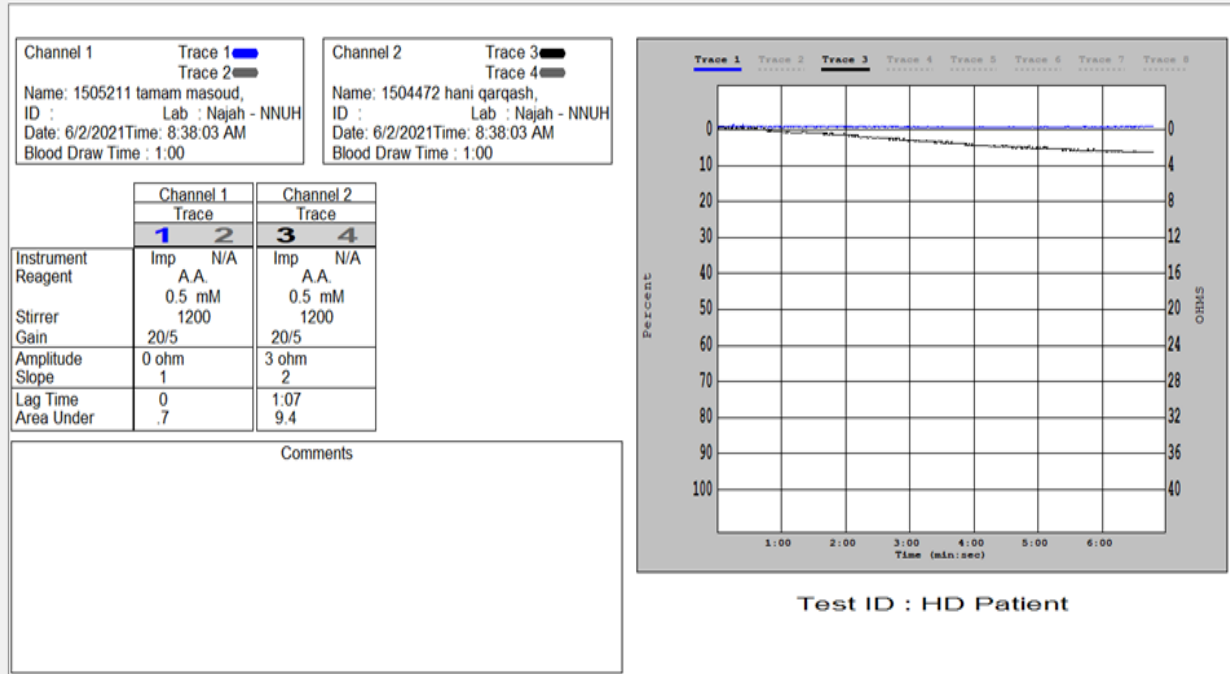 Channel 1 Trace 1
Trace 2
Name: 1505211 tamam masoud,
ID : Lab : Najah - NNUH
Date: 6/2/2021Time: 8:38:03 AM
Blood Draw Time : 1:00
Channel 2 Trace 3
Trace 4
Name: 1504472 hani qarqash,
ID : Lab : Najah - NNUH
Date: 6/2/2021Time: 8:38:03 AM
Blood Draw Time : 1:00
Channel 1 Channel 2
Trace Trace
1 2 3 4
Instrument Imp N/A Imp N/A
Reagent A.A. A.A.
0.5 mM 0.5 mM
Stirrer 1200 1200
Gain 20/5 20/5
Amplitude 0 ohm 3 ohm
Slope 1 2
Lag Time 0 1:07
Area Under .7 9.4
Comments
Trace 1 Trace 2 Trace 3 Trace 4 Trace 5 Trace 6 Trace 7 Trace 8
0 0
10 4
20 8
30 12
40 16
50 20
60 24
70 28
80 32
90 36
100 40
Percent
OHMS
1:00 2:00 3:00 4:00 5:00 6:00
Time (min:sec)
Test ID : HD Patient